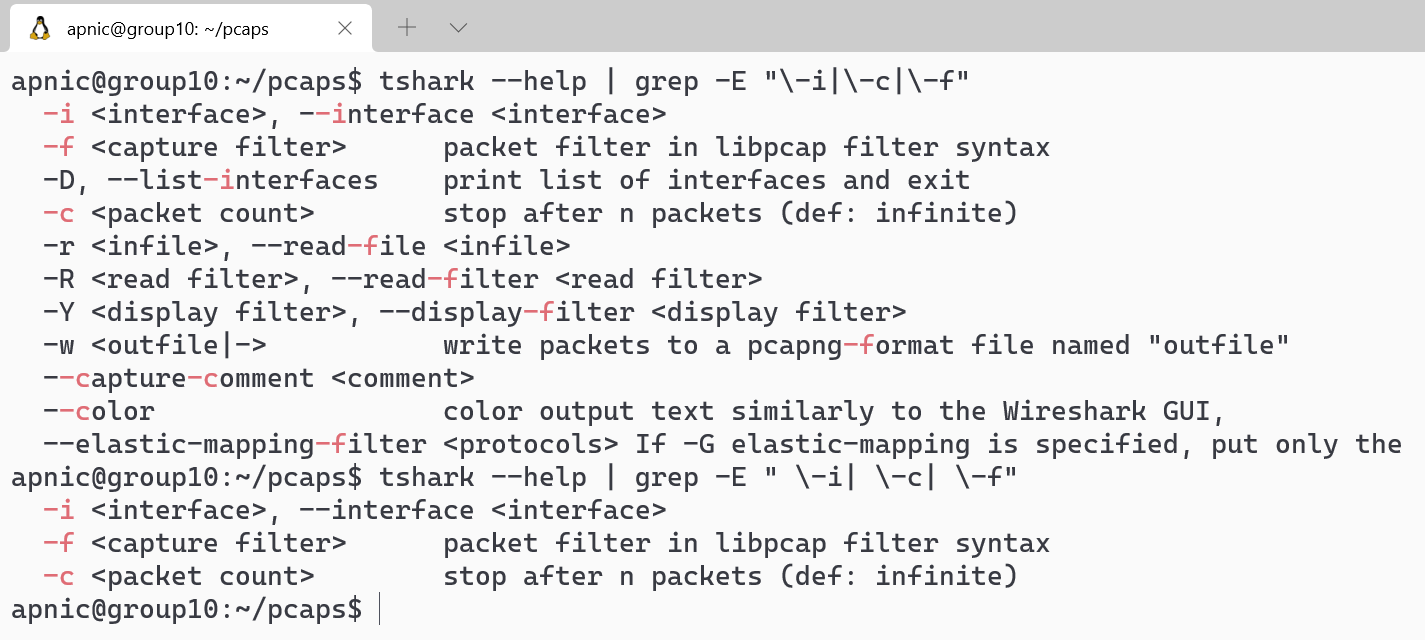 apnic@group10: ~/pcaps
apnic@group10:~/pcaps$ tshark --help | grep -E "\-i|\-c|\-f"
  -i <interface>, --interface <interface>
  -f <capture filter>      packet filter in libpcap filter syntax
  -D, --list-interfaces    print list of interfaces and exit
  -c <packet count>        stop after n packets (def: infinite)
  -r <infile>, --read-file <infile>
  -R <read filter>, --read-filter <read filter>
  -Y <display filter>, --display-filter <display filter>
  -w <outfile|->           write packets to a pcapng-format file named "outfile"
  --capture-comment <comment>
  --color                  color output text similarly to the Wireshark GUI,
  --elastic-mapping-filter <protocols> If -G elastic-mapping is specified, put only the
apnic@group10:~/pcaps$ tshark --help | grep -E " \-i| \-c| \-f"
  -i <interface>, --interface <interface>
  -f <capture filter>      packet filter in libpcap filter syntax
  -c <packet count>        stop after n packets (def: infinite)
apnic@group10:~/pcaps$